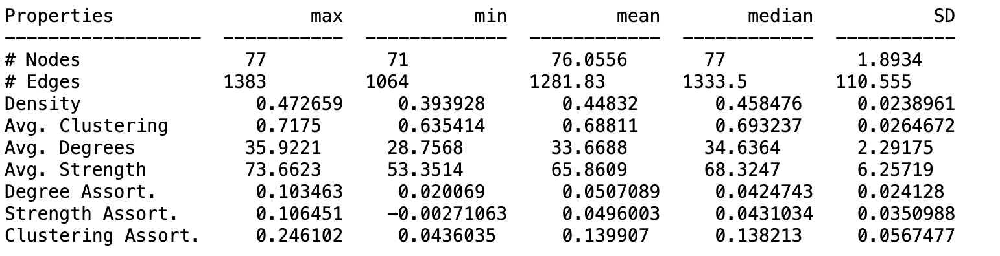 Properties max min mean median SD
------------------ ----------- ------------- ------------ ------------ -----------
# Nodes 77 71 76.0556 77 1.8934
# Edges 1383 1064 1281.83 1333.5 110.555
Density 0.472659 0.393928 0.44832 0.458476 0.0238961
Avg. Clustering 0.7175 0.635414 0.68811 0.693237 0.0264672
Avg. Degrees 35.9221 28.7568 33.6688 34.6364 2.29175
Avg. Strength 73.6623 53.3514 65.8609 68.3247 6.25719
Degree Assort. 0.103463 0.020069 0.0507089 0.0424743 0.024128
Strength Assort. 0.106451 -0.00271063 0.0496003 0.0431034 0.0350988
Clustering Assort. 0.246102 0.0436035 0.139907 0.138213 0.0567477